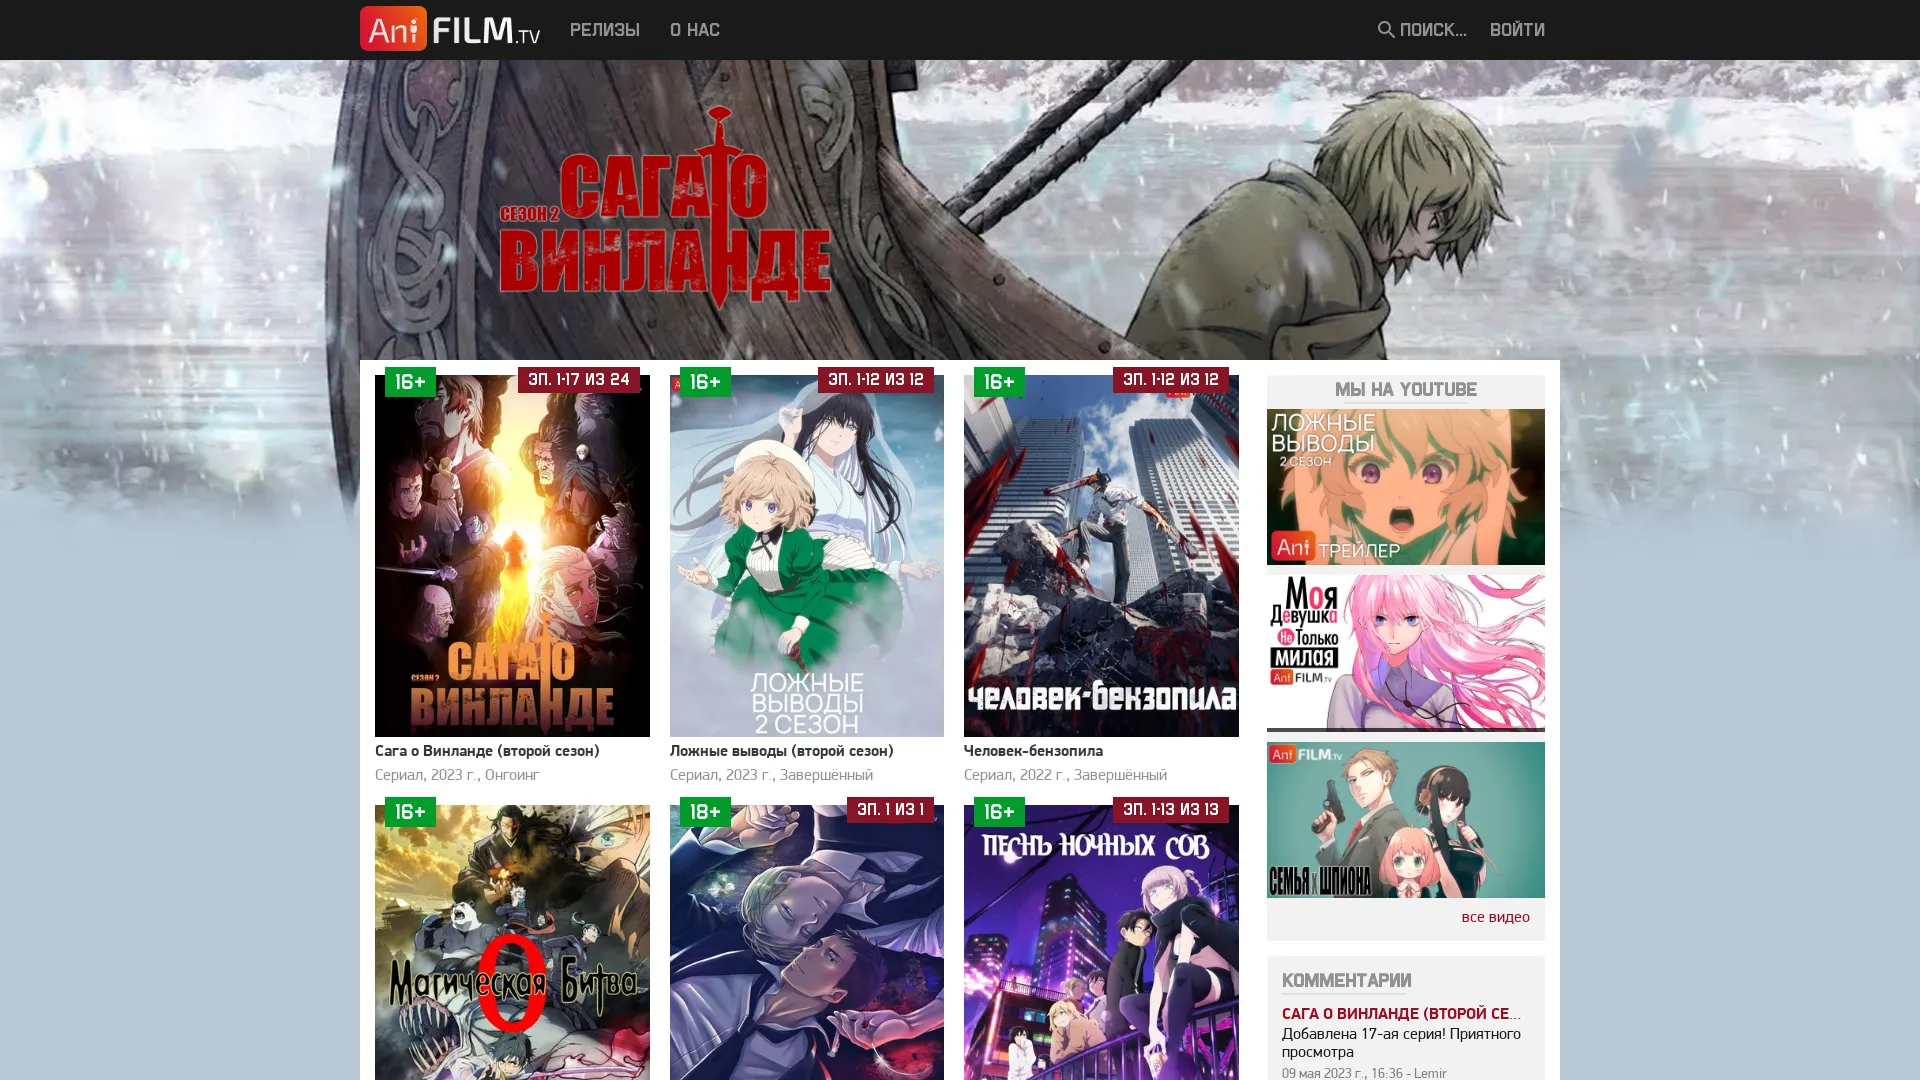 Ani FILM.TV
РЕЛИЗЫ
О НАС
ПОИСК...
ВОЙТИ
СЕЗОН 2
САГА О
ВИНЛАНДЕ
16+
ЭП. 1-17 ИЗ 24
СЕЗОН 2
САГА О
ВИНЛАНДЕ
Сага о Винланде (второй сезон)
Сериал, 2023 г., Онгоинг
16+
ЭП. 1-12 ИЗ 12
ЛОЖНЫЕ
ВЫВОДЫ
2 СЕЗОН
Ложные выводы (второй сезон)
Сериал, 2023 г., Завершённый
16+
ЭП. 1-12 ИЗ 12
человек-бензопила
Человек-бензопила
Сериал, 2022 г., Завершённый
16+
0
Магическая Битва
18+
ЭП. 1 ИЗ 1
16+
ЭП. 1-13 ИЗ 13
ПЕСНЬ НОЧНЫХ СОВ
МЫ НА YOUTUBE
ЛОЖНЫЕ
ВЫВОДЫ
2 СЕЗОН
Ani ТРЕЙЛЕР
Моя
Девушка
Не Только
МИЛАЯ
Ani FILM.TV
Ani FILM.TV
СЕМЬЯ X ШПИОНА
все видео
КОММЕНТАРИИ
САГА О ВИНЛАНДЕ (ВТОРОЙ СЕ...
Добавлена 17-ая серия! Приятного
просмотра
09 мая 2023 г., 16:36 - Lemir